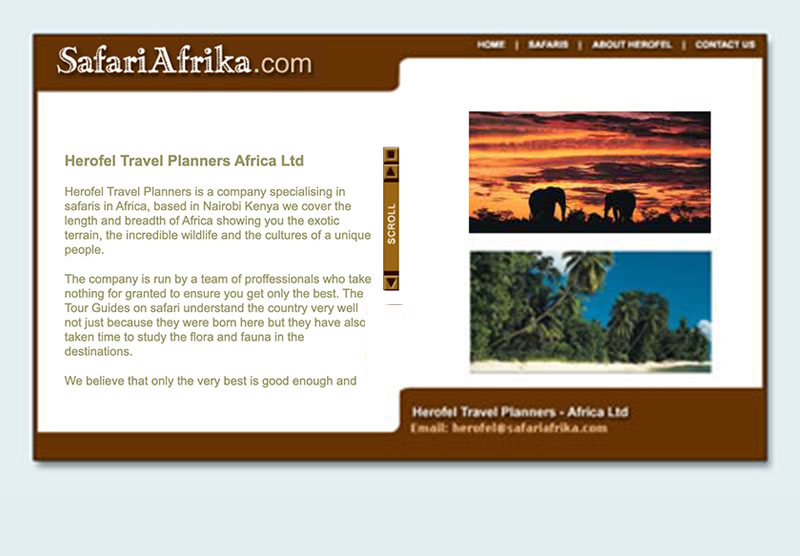 SafariAfrika.com
HOME | SAFARIS | ABOUT HEROFEL | CONTACT US
Herofel Travel Planners Africa Ltd
Herofel Travel Planners is a company specialising in
safaris in Africa, based in Nairobi Kenya we cover the
length and breadth of Africa showing you the exotic
terrain, the incredible wildlife and the cultures of a unique
people.
The company is run by a team of proffessionals who take
nothing for granted to ensure you get only the best. The
Tour Guides on safari understand the country very well
not just because they were born here but they have also
taken time to study the flora and fauna in the
destinations.
We believe that only the very best is good enough and
SCROLL
Herofel Travel Planners - Africa Ltd
Email: herofel@safariafrika.com